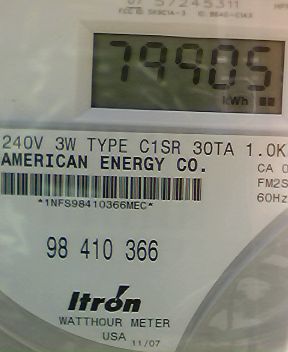 57245311
79905
kWh
240V 3W TYPE C1SR 30TA 1.0K
AMERICAN ENERGY CO.
CA 0
FM2S
60Hz
*1NFS98410366MEC*
98 410 366
Itron
WATTHOUR METER
USA 11/07